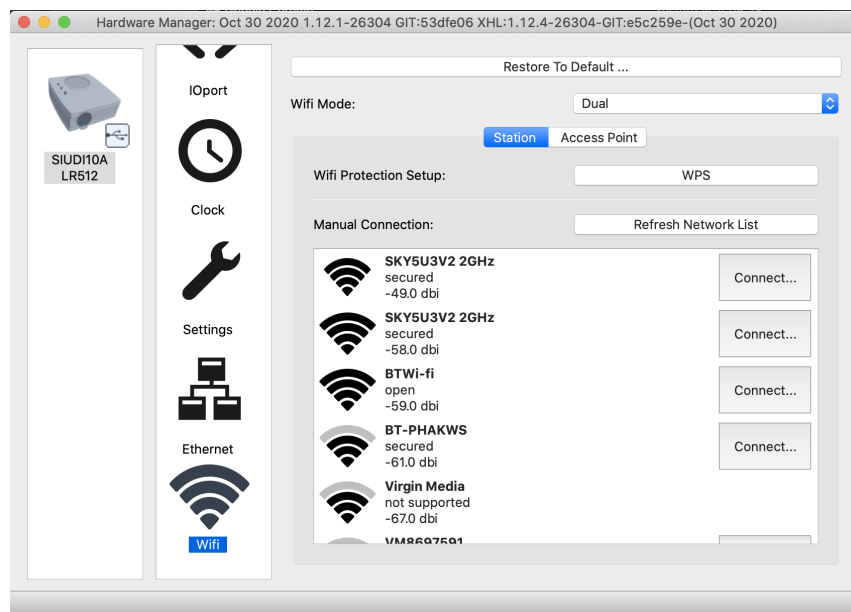 Hardware Manager: Oct 30 2020 1.12.1-26304 GIT:53dfe06 XHL:1.12.4-26304-GIT:e5c259e-(Oct 30 2020)
SIUDI10A
LR512
IOport
Clock
Settings
Ethernet
Wifi
Restore To Default ...
Wifi Mode:
Dual
Station
Access Point
Wifi Protection Setup:
WPS
Manual Connection:
Refresh Network List
SKY5U3V2 2GHz
secured
-49.0 dbi
Connect...
SKY5U3V2 2GHz
secured
-58.0 dbi
Connect...
BTWi-fi
open
-59.0 dbi
Connect...
BT-PHAKWS
secured
-61.0 dbi
Connect...
Virgin Media
not supported
-67.0 dbi
VM8697591